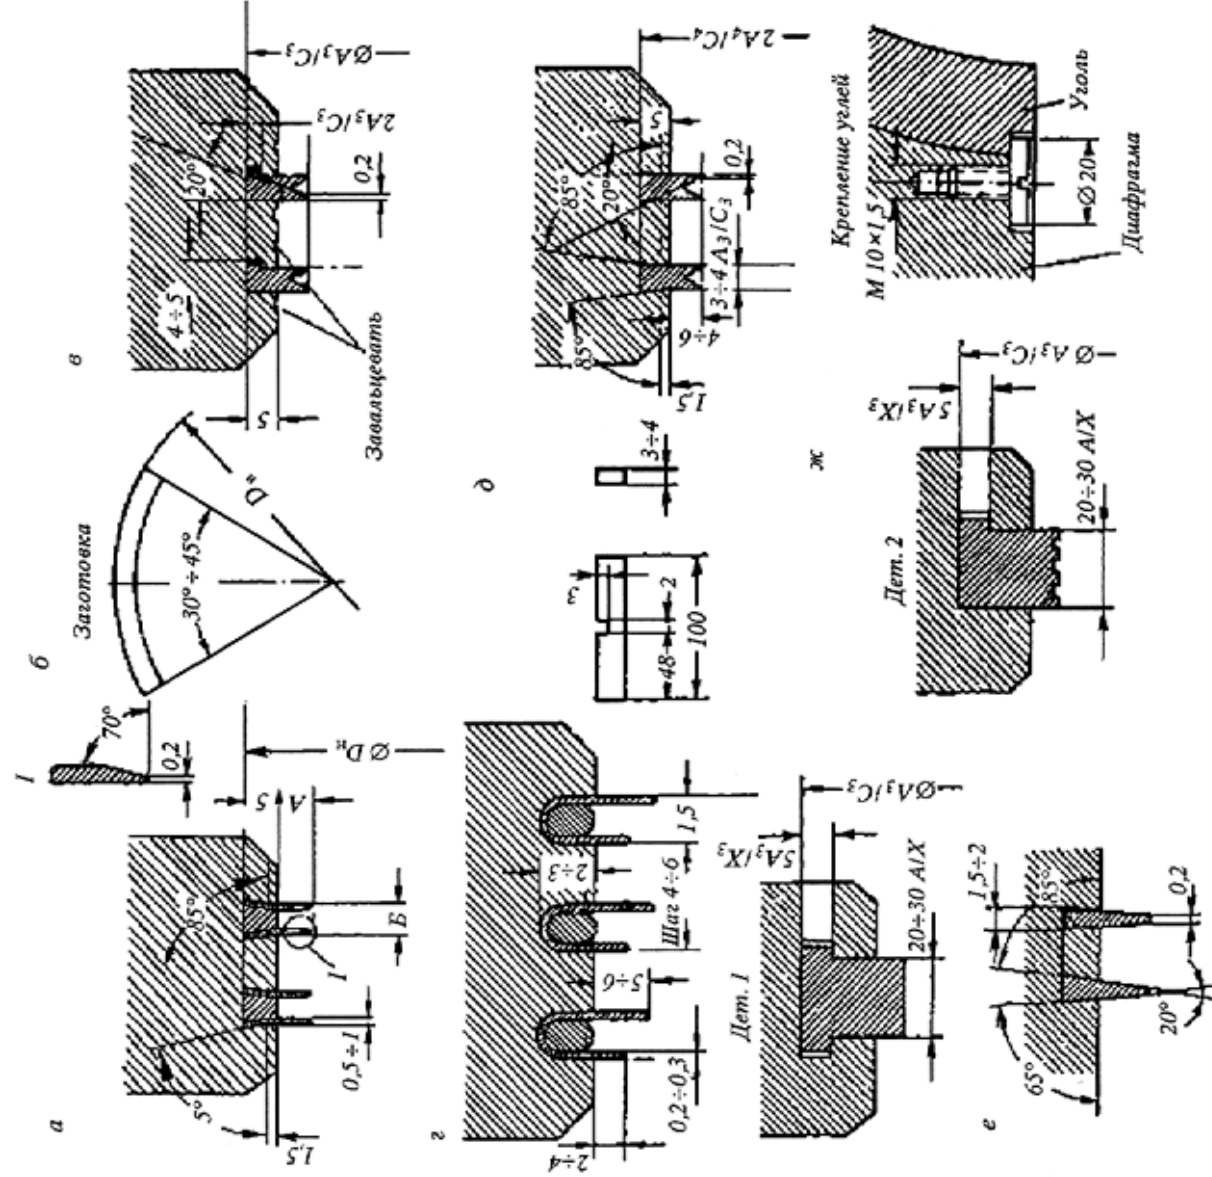 а
5°
85°
1,5
0,5÷1
I
Б
А
5
Ø Dн
I
70°
0,2
б
Заготовка
30°÷45°
Dн
в
4÷5
20°
5
0,2
2А₃/С₃
ØА₃/С₃
Завальцевать
г
2÷4
0,2÷0,3
5÷6
2÷3
Шаг 4÷6
1,5
48
2
100
3
3÷4
д
85°
85°
20°
5
1,5
4÷6
3÷4 А₃/С₃
0,2
2А₄/С₄
Дет. 1
5А₃/Х₃
ØА₃/С₃
20÷30 А/Х
Дет. 2
5А₃/Х₃
Ø А₃/С₃
20÷30 А/Х
е
65°
20°
85°
1,5÷2
0,2
ж
Крепление углей
М 10×1,5
Ø 20
Уголь
Диафрагма